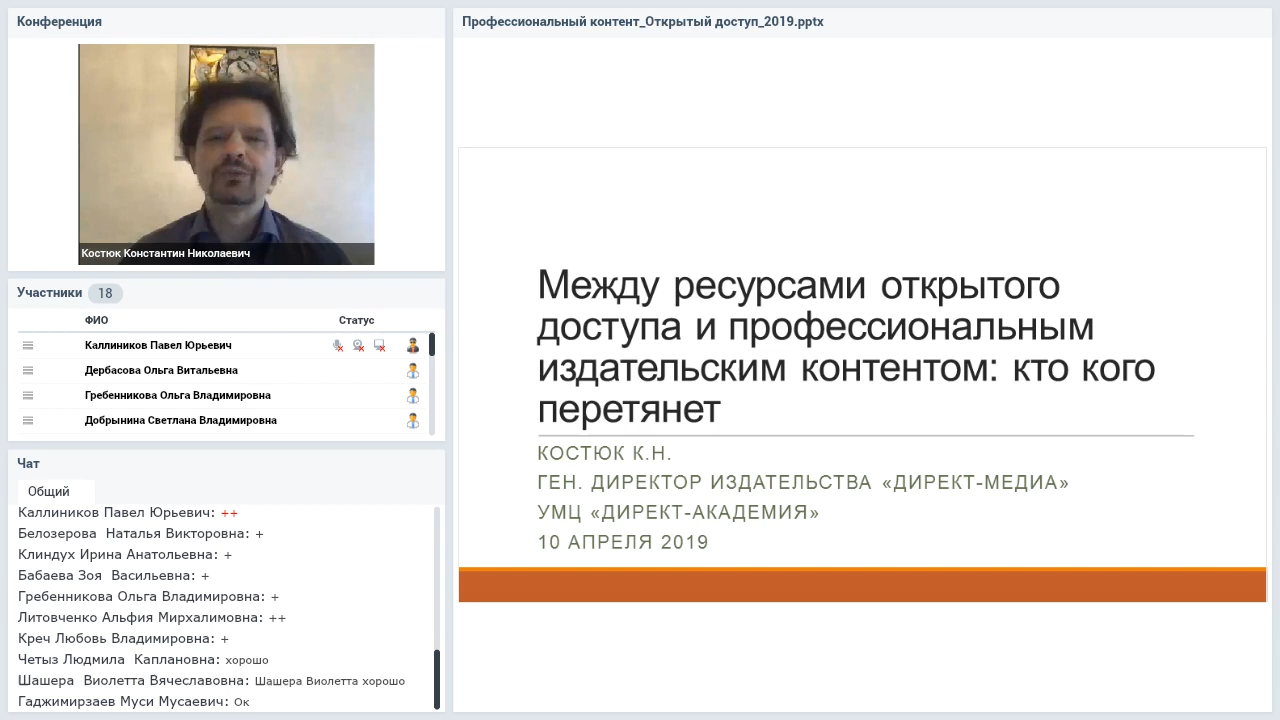 Конференция
Костюк Константин Николаевич
Участники 18
ФИО Статус
Каллиников Павел Юрьевич
Дербасова Ольга Витальевна
Гребенникова Ольга Владимировна
Добрынина Светлана Владимировна
Чат
Общий
Каллиников Павел Юрьевич: ++
Белозерова Наталья Викторовна: +
Клиндух Ирина Анатольевна: +
Бабаева Зоя Васильевна: +
Гребенникова Ольга Владимировна: +
Литовченко Альфия Мирхалимовна: ++
Креч Любовь Владимировна: +
Четыз Людмила Каплановна: хорошо
Шашера Виолетта Вячеславовна: Шашера Виолетта хорошо
Гаджимирзаев Муси Мусаевич: Ок
Профессиональный контент_Открытый доступ_2019.pptx
Между ресурсами открытого
доступа и профессиональным
издательским контентом: кто кого
перетянет
КОСТЮК К.Н.
ГЕН. ДИРЕКТОР ИЗДАТЕЛЬСТВА «ДИРЕКТ-МЕДИА»
УМЦ «ДИРЕКТ-АКАДЕМИЯ»
10 АПРЕЛЯ 2019